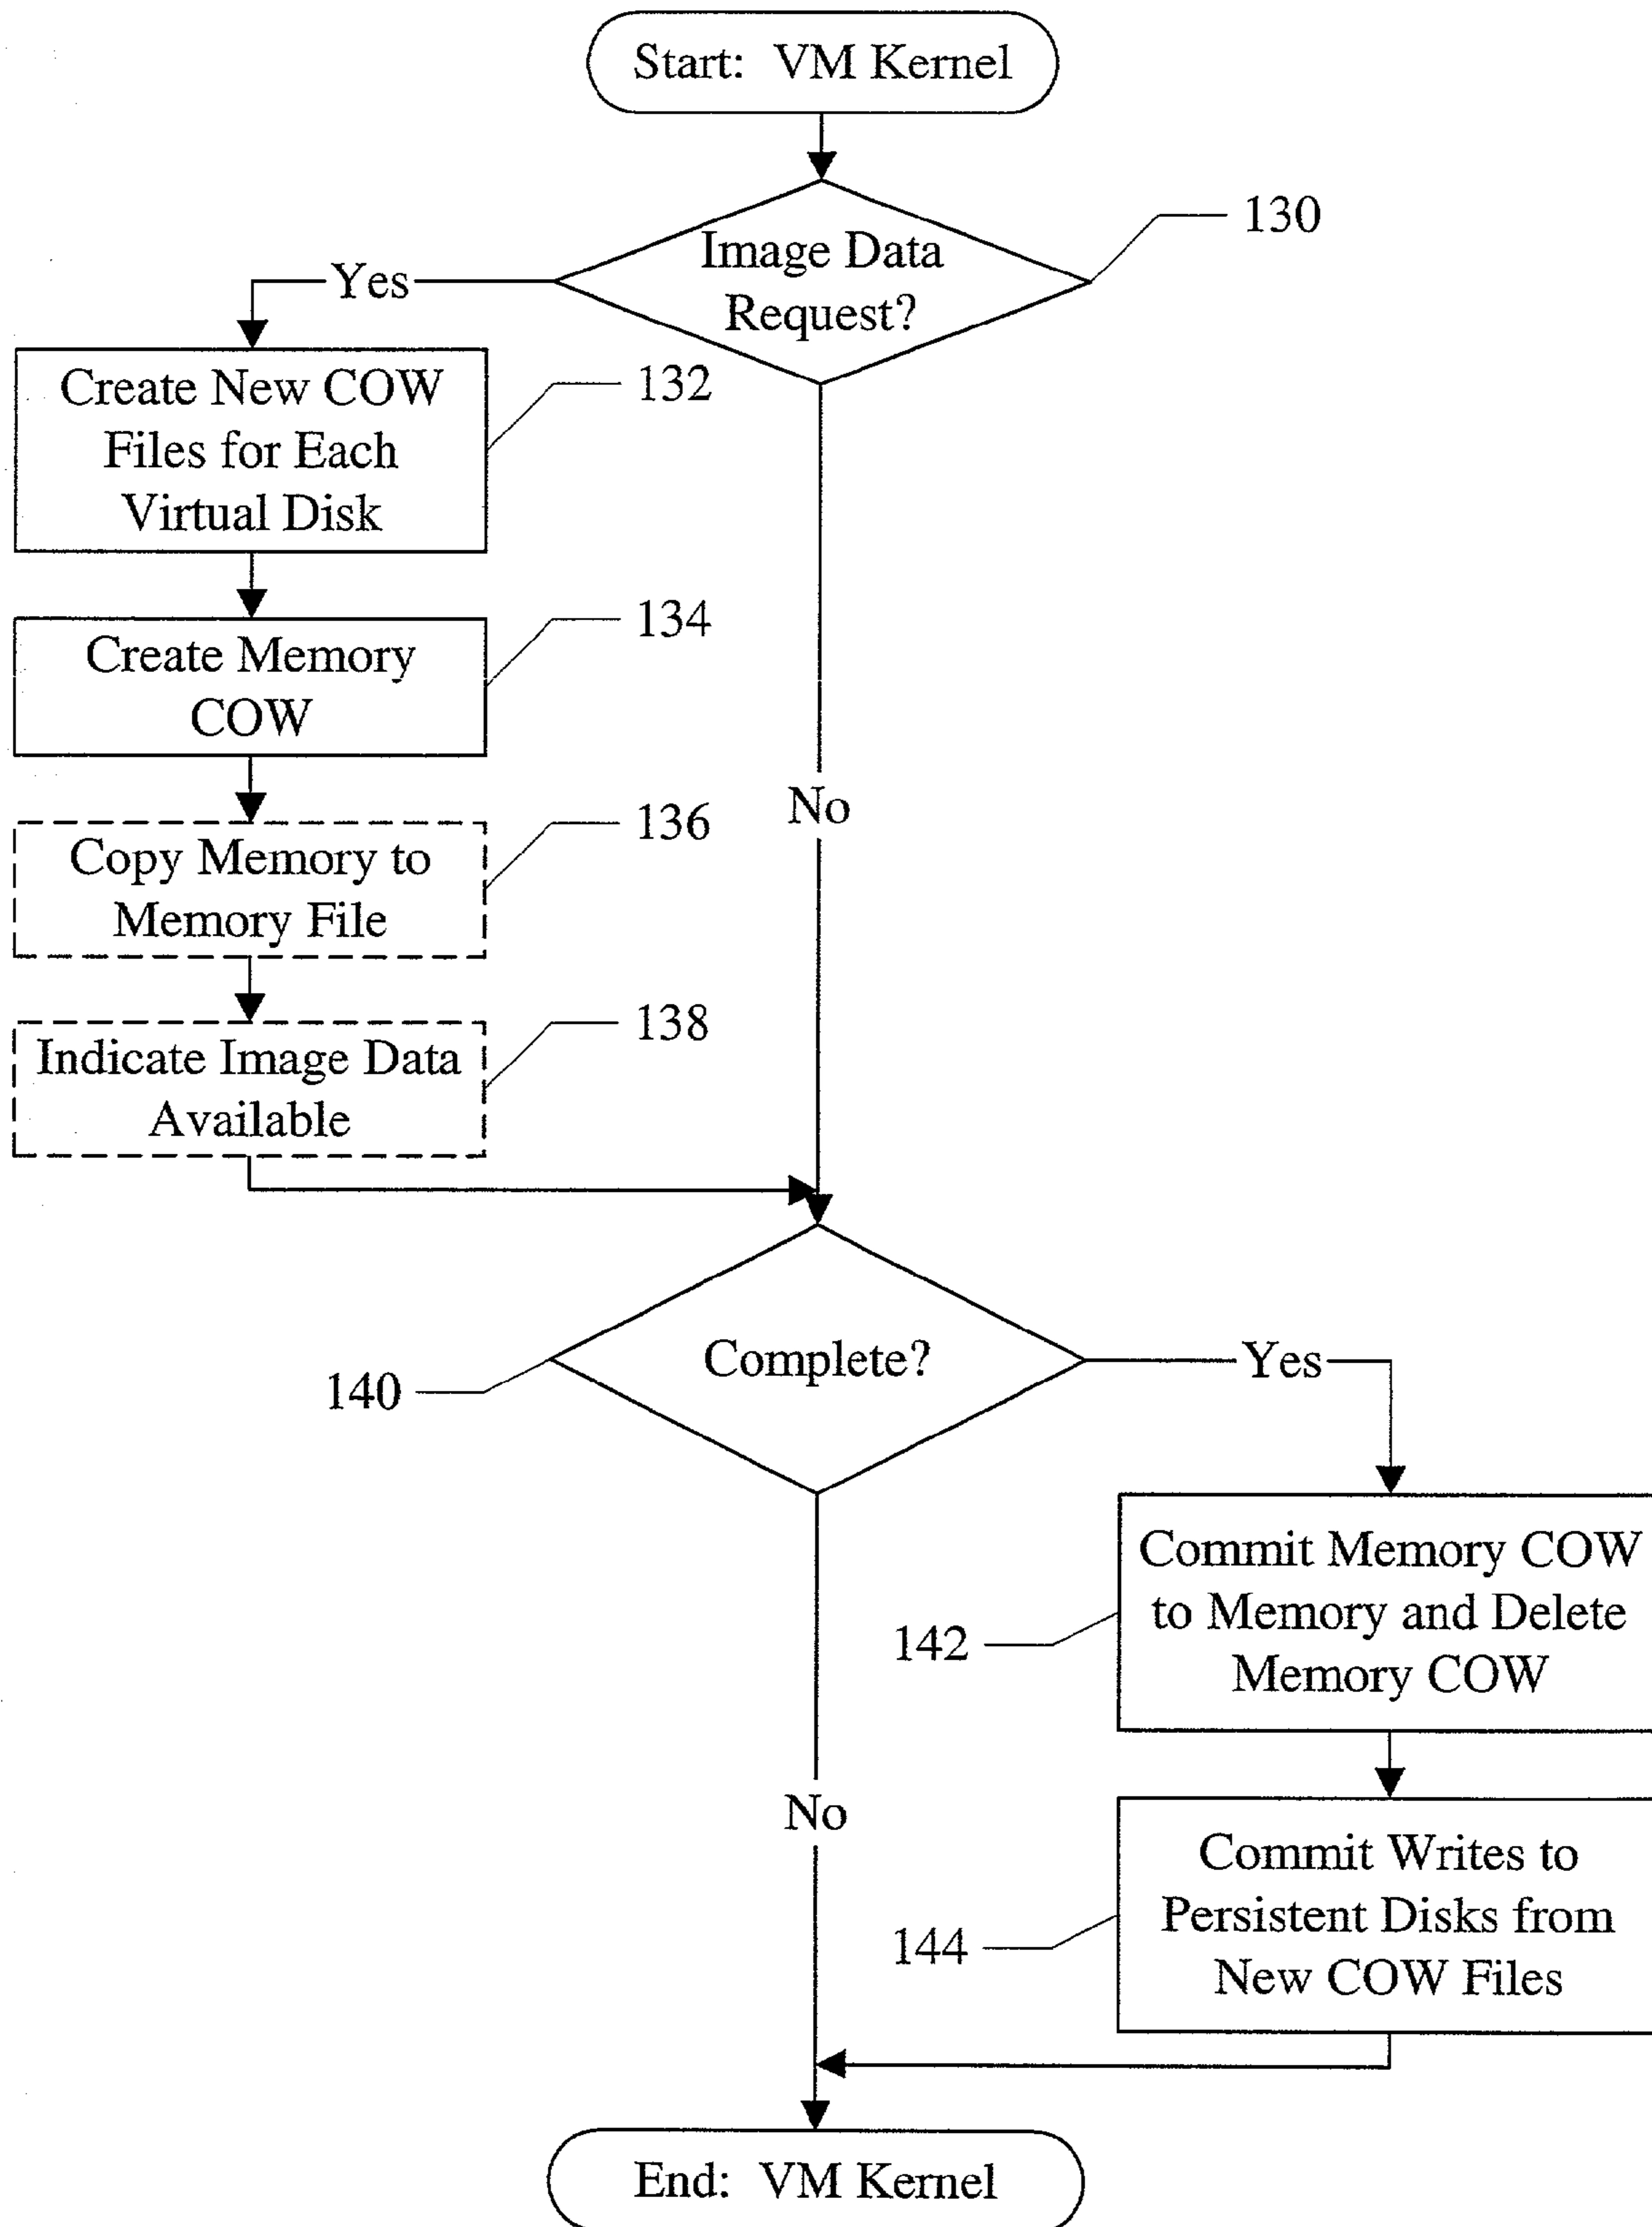 Start: VM Kernel
130
Image Data
Request?
Yes
132
Create New COW
Files for Each
Virtual Disk
134
Create Memory
COW
No
136
Copy Memory to
Memory File
138
Indicate Image Data
Available
Complete?
Yes
140
Commit Memory COW
to Memory and Delete
Memory COW
142
No
Commit Writes to
Persistent Disks from
New COW Files
144
End: VM Kernel